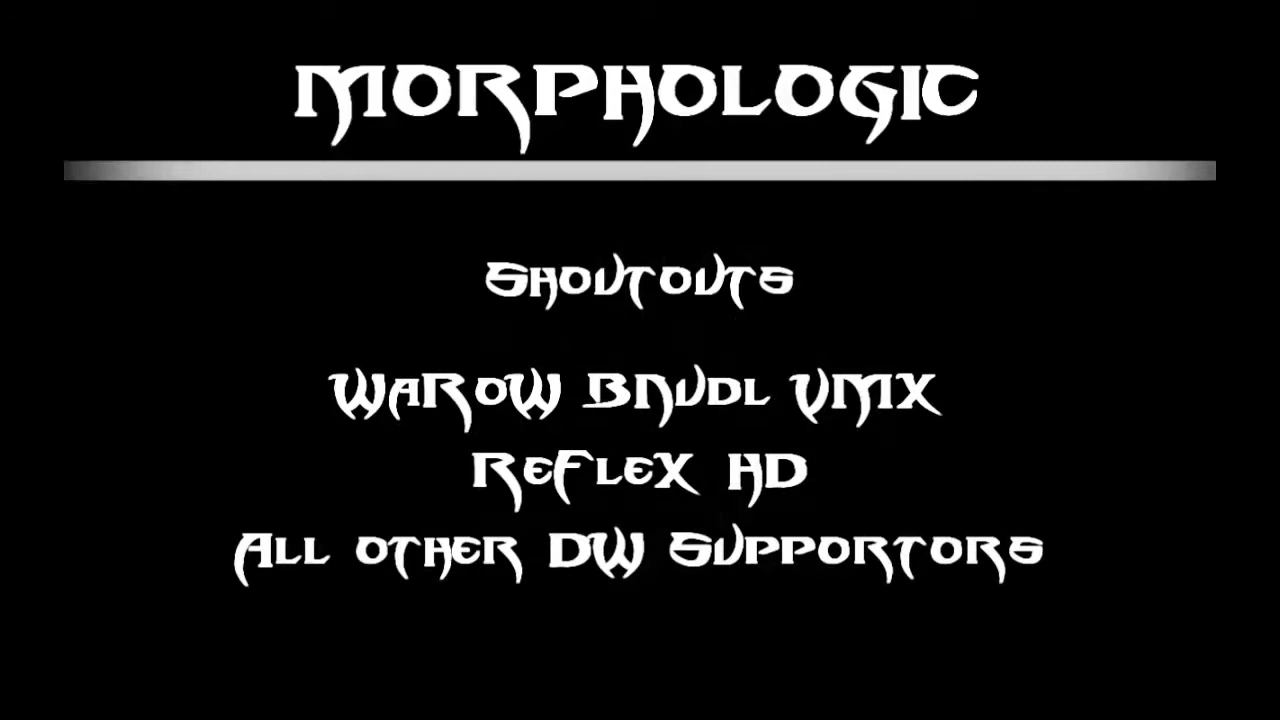 Morphologic
Shoutouts
WaRoW BNudl VMX
ReFleX HD
All other DW Supportors